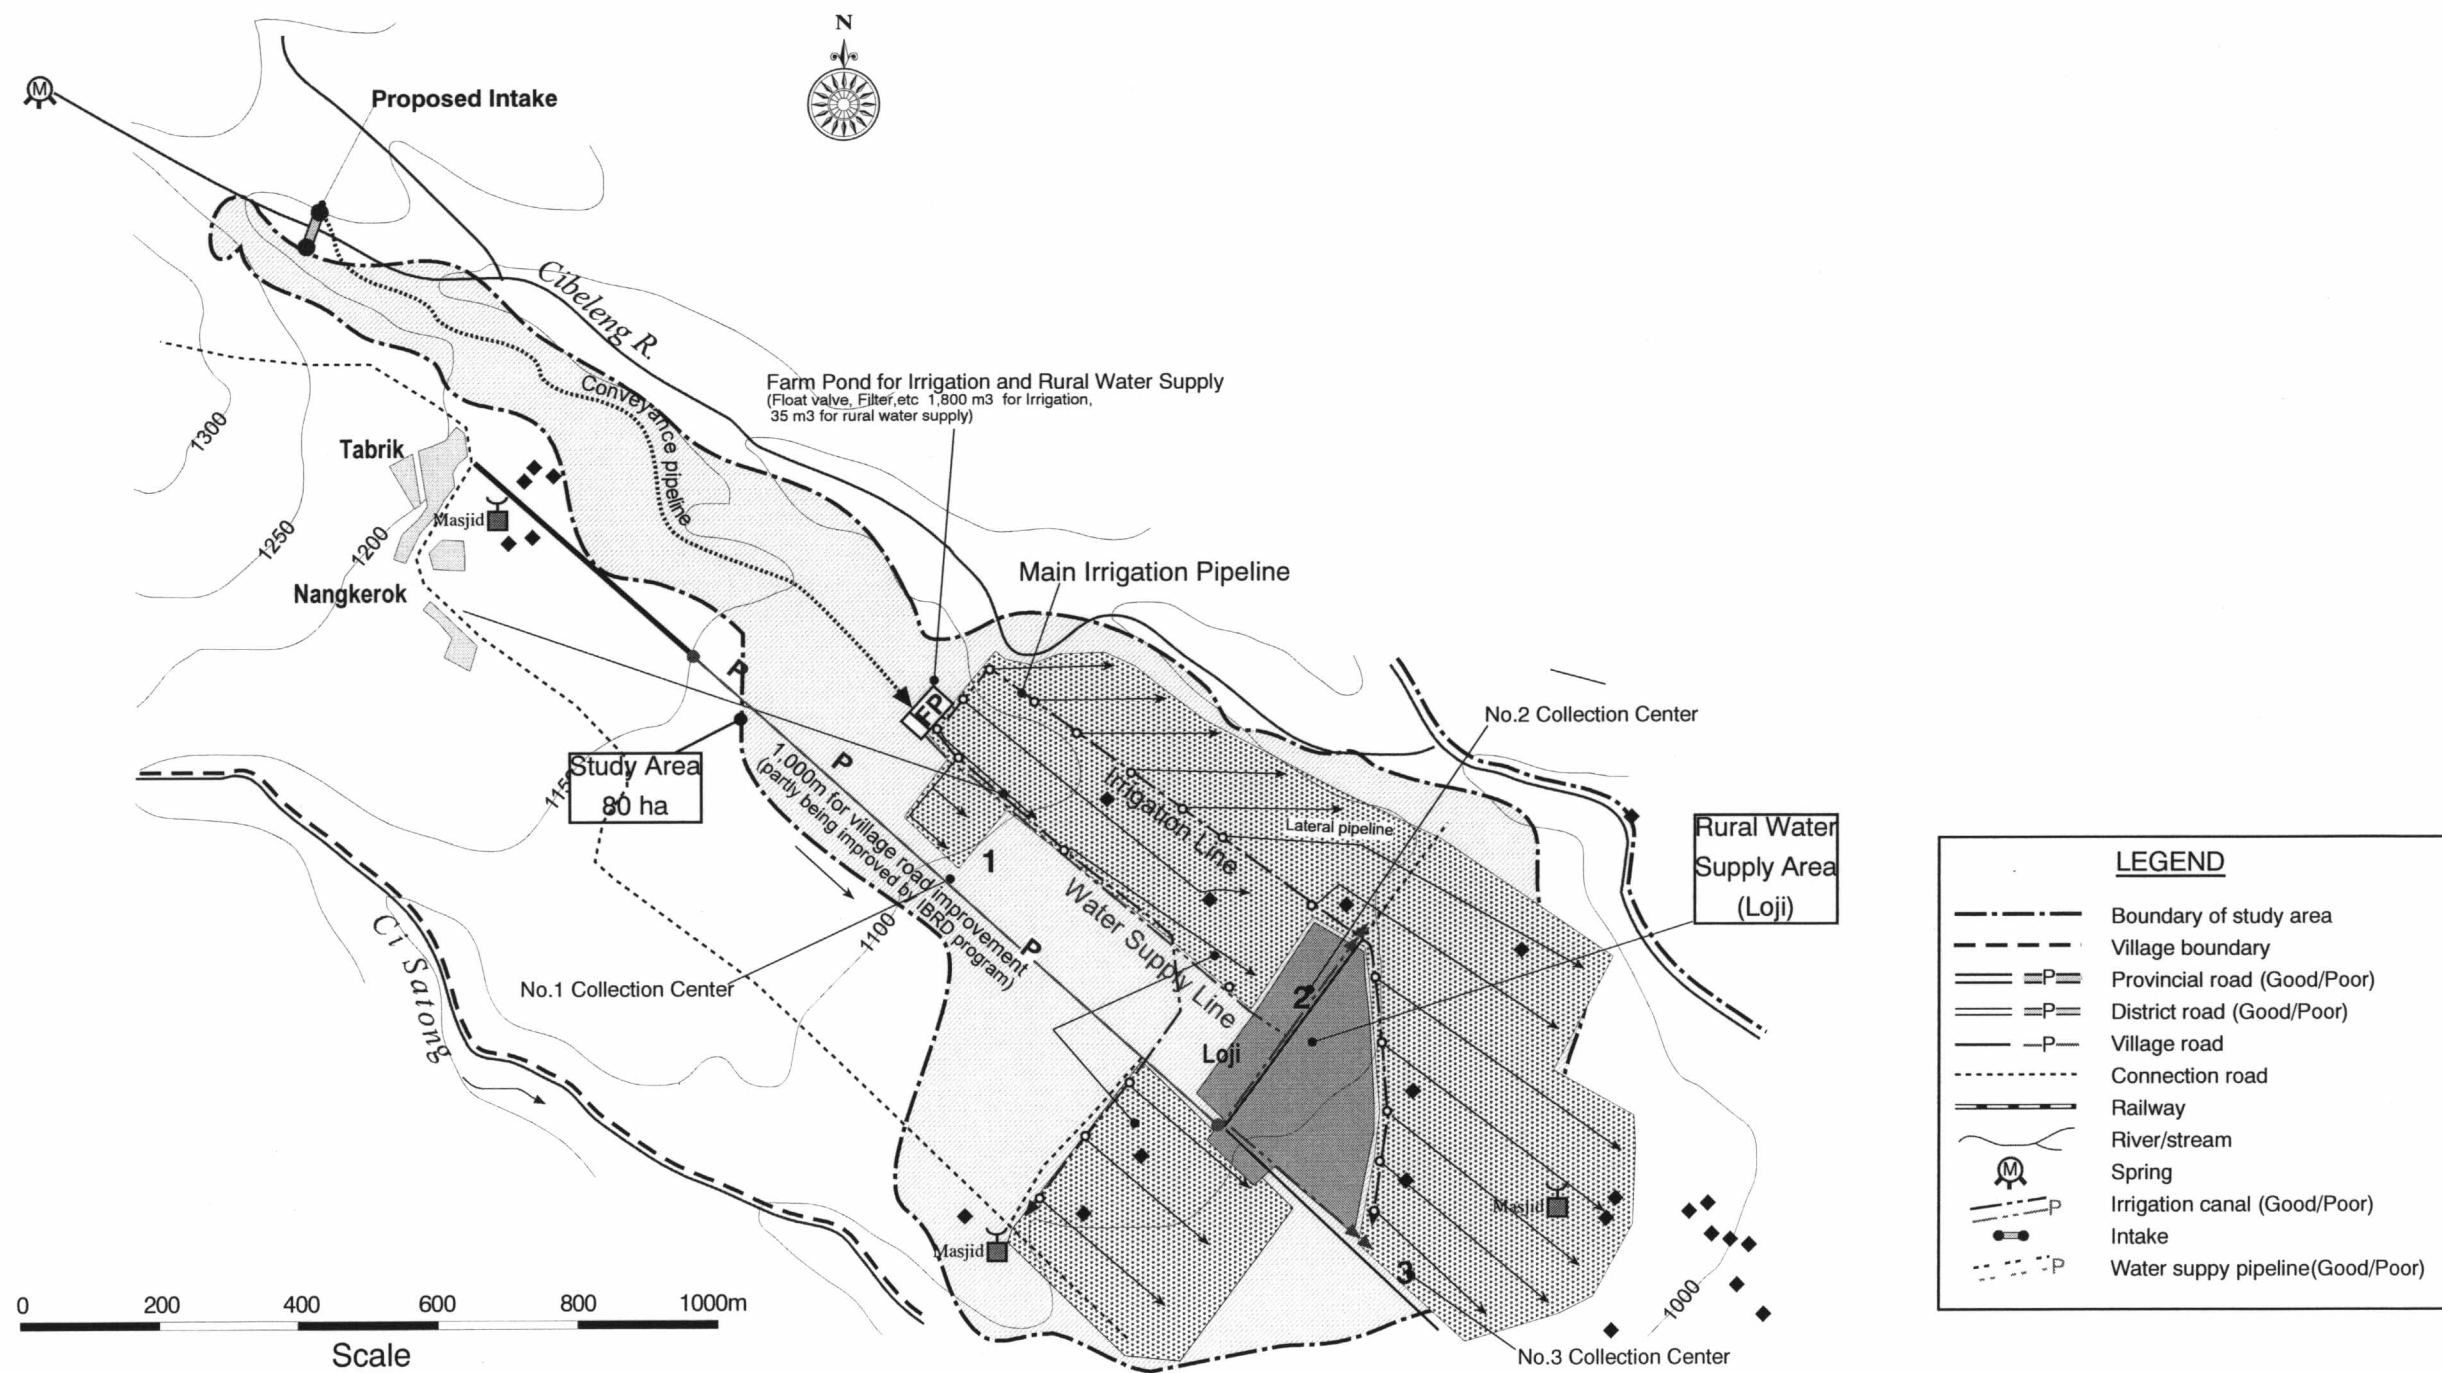 N
M
Proposed Intake
Cibeleng R.
Farm Pond for Irrigation and Rural Water Supply
(Float valve, Filter,etc 1,800 m3 for Irrigation,
35 m3 for rural water supply)
Conveyance pipeline
1300
Tabrik
Masjid
1250
1200
Nangkerok
Main Irrigation Pipeline
P
FP
No.2 Collection Center
Study Area
80 ha
P
1,000m for village road improvement
(partly being improved by IBRD program)
Irrigation Line
Lateral pipeline
Rural Water
Supply Area
(Loji)
1
Water Supply Line
1100
P
No.1 Collection Center
Ci Satong
2
Loji
Masjid
Masjid
3
1000
No.3 Collection Center
0 200 400 600 800 1000m
Scale
LEGEND
Boundary of study area
Village boundary
P Provincial road (Good/Poor)
P District road (Good/Poor)
P Village road
Connection road
Railway
River/stream
M Spring
P Irrigation canal (Good/Poor)
Intake
P Water suppy pipeline(Good/Poor)